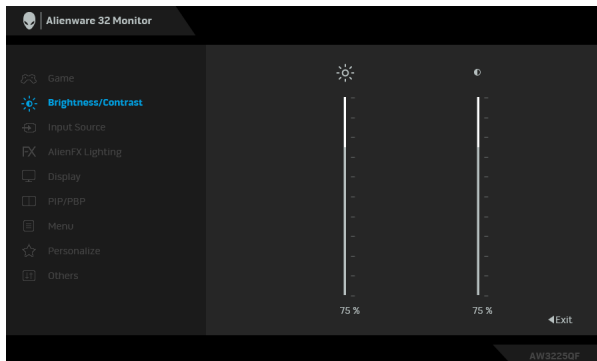 Alienware 32 Monitor
Game
Brightness/Contrast
Input Source
FX AlienFX Lighting
Display
PIP/PBP
Menu
Personalize
Others
75 % 75 %
Exit
AW3225QF